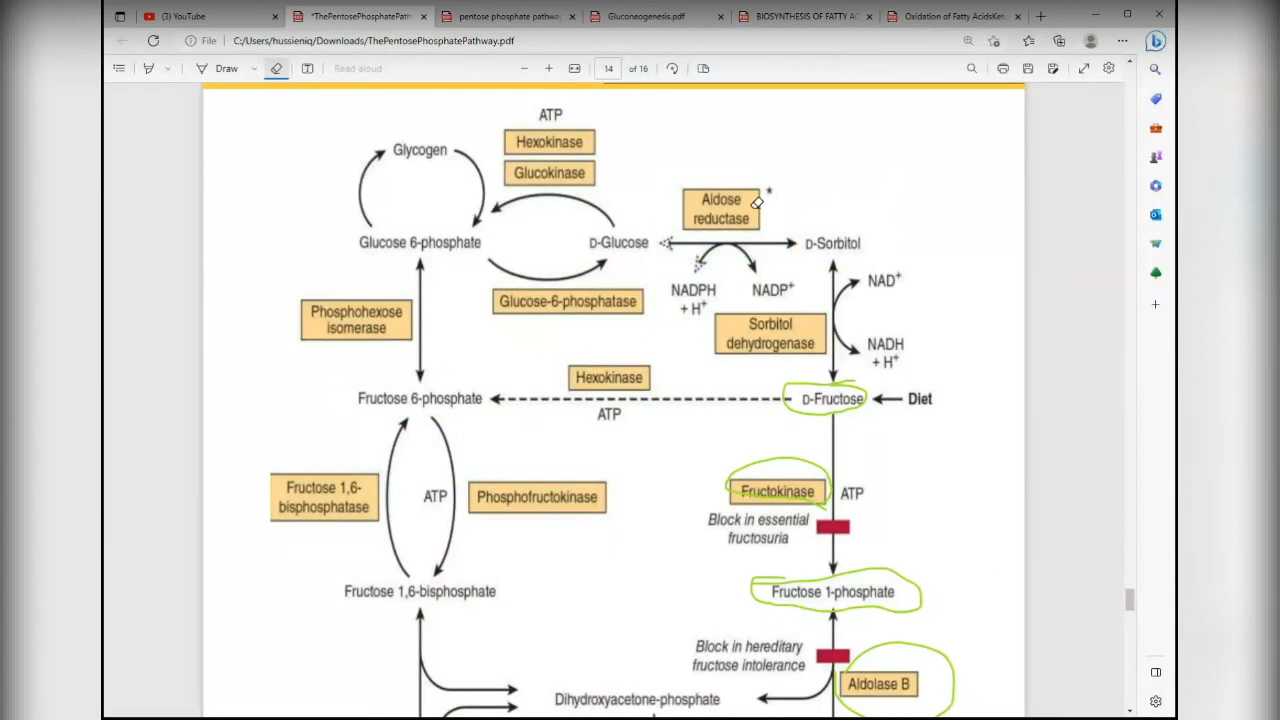 (3) YouTube
*ThePentosePhosphatePath
pentose phosphate pathwa
Gluconeogenesis.pdf
BIOSYNTHESIS OF FATTY AC
Oxidation of Fatty AcidsKet
File
C:/Users/hussieniq/Downloads/ThePentosePhosphatePathway.pdf
Draw
Read aloud
14
of 16
ATP
Hexokinase
Glucokinase
Glycogen
Aldose
reductase
*
Glucose 6-phosphate
D-Glucose
D-Sorbitol
NADPH
+ H+
NADP+
NAD+
Glucose-6-phosphatase
Phosphohexose
isomerase
Sorbitol
dehydrogenase
NADH
+ H+
Hexokinase
Fructose 6-phosphate
ATP
D-Fructose
Diet
Fructose 1,6-
bisphosphatase
ATP
Phosphofructokinase
Fructokinase
ATP
Block in essential
fructosuria
Fructose 1,6-bisphosphate
Fructose 1-phosphate
Block in hereditary
fructose intolerance
Aldolase B
Dihydroxyacetone-phosphate